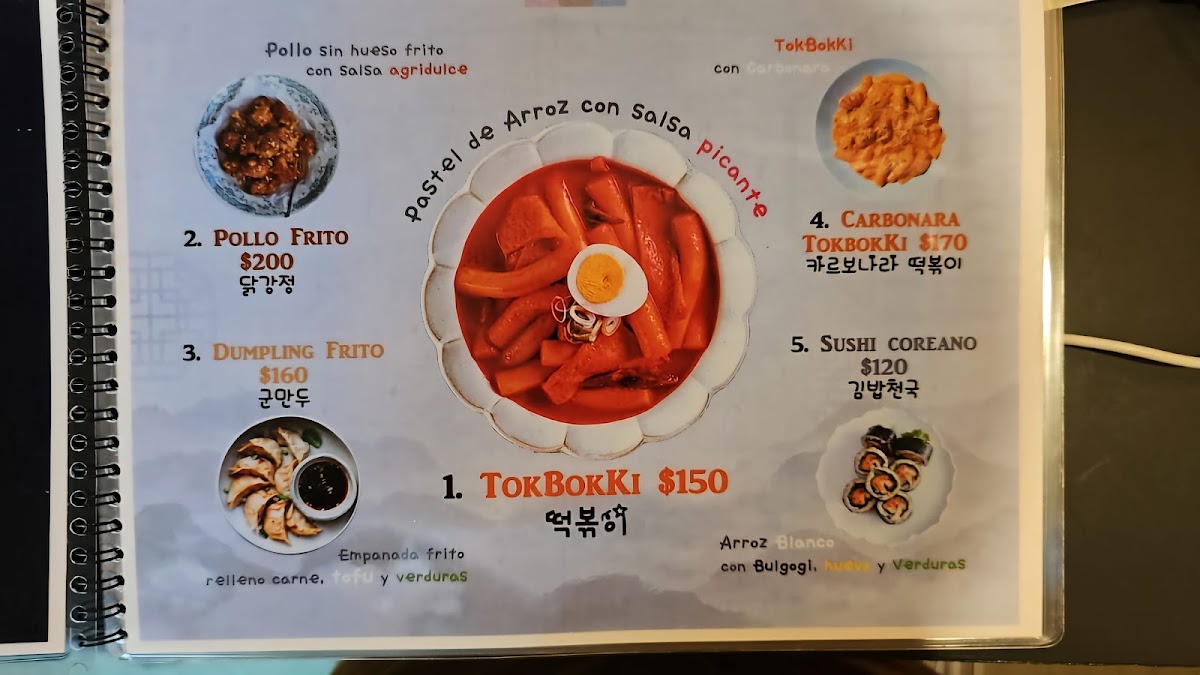 Pollo sin hueso frito
con salsa agridulce
2. Pollo Frito
$200
닭강정
3. Dumpling Frito
$160
군만두
Empanada frito
relleno carne, tofu y verduras
Pastel de Arroz con salsa picante
1. TokBokKi $150
TokBokKi
con Carbonara
4. Carbonara
TokbokKi $170
카르보나라 떡볶이
5. Sushi coreano
$120
김밥천국
Arroz Blanco
con Bulgogi, huevo y Verduras